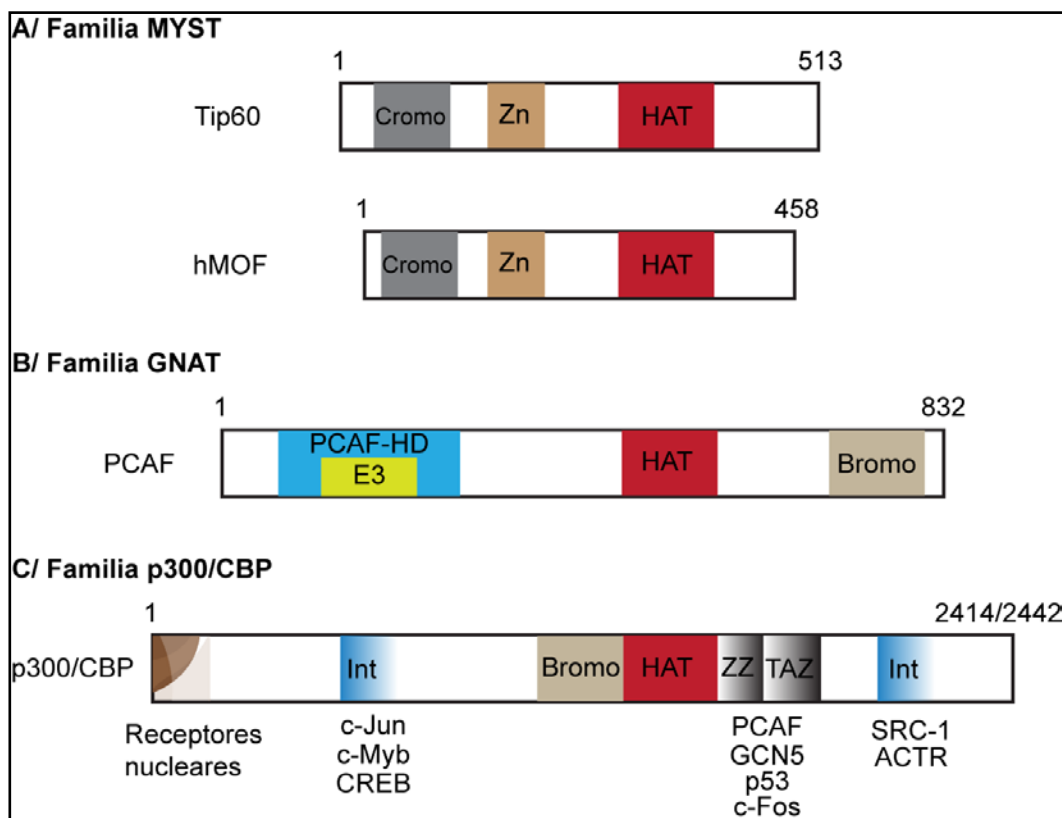 A/ Familia MYST
1 513
Tip60 Cromo Zn HAT
1 458
hMOF Cromo Zn HAT
B/ Familia GNAT
1 832
PCAF-HD
PCAF E3 HAT Bromo
C/ Familia p300/CBP
1 2414/2442
p300/CBP Int Bromo HAT ZZ TAZ Int
Receptores c-Jun PCAF SRC-1
nucleares c-Myb GCN5 ACTR
CREB p53
c-Fos